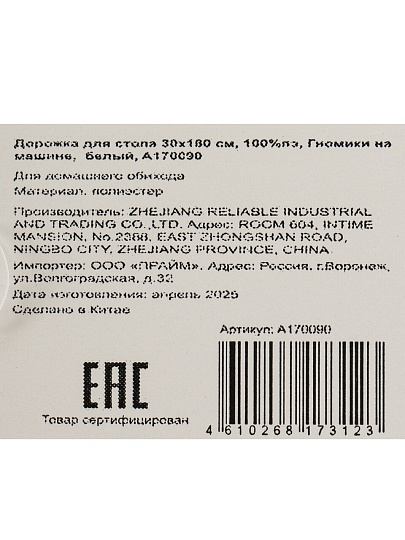 Дорожка для стола 30х180 см, 100%пэ, Гномики на
машине, белый, А170090
Для домашнего обихода
Материал: полиэстер
Производитель: ZHEJIANG RELIABLE INDUSTRIAL
AND TRADING CO.,LTD. Адрес: ROOM 604, INTIME
MANSION, No.2388, EAST ZHONGSHAN ROAD,
NINGBO CITY, ZHEJIANG PROVINCE, CHINA.
Импортер: ООО «ПРАЙМ». Адрес: Россия, г.Воронеж,
ул.Волгоградская, д.32
Дата изготовления: апрель 2025
Сделано в Китае
Артикул: А170090
ЕАС
Товар сертифицирован
4 610268 173123